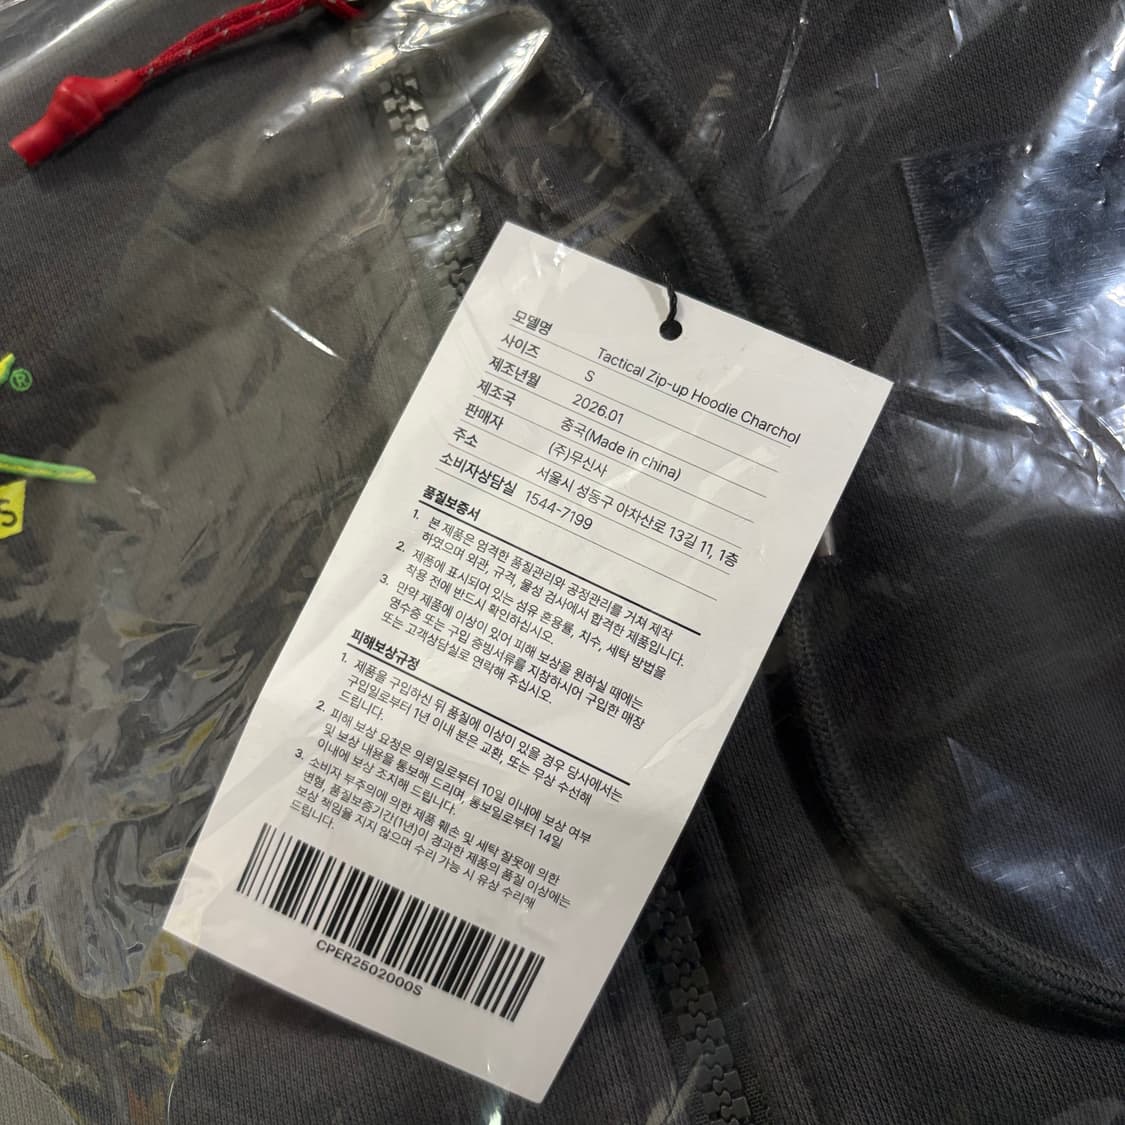 모델명 Tactical Zip-up Hoodie Charchol
사이즈 S
제조년월 2026.01
제조국 중국(Made in china)
판매자 (주)무신사
주소 서울시 성동구 아차산로 13길 11, 1층
소비자상담실 1544-7199
품질보증서
1. 본 제품은 엄격한 품질관리와 공정관리를 거쳐 제작
하였으며 외관, 규격, 물성 검사에서 합격한 제품입니다.
2. 제품에 표시되어 있는 섬유 혼용률, 치수, 세탁 방법을
착용 전에 반드시 확인하십시오.
3. 만약 제품에 이상이 있어 피해 보상을 원하실 때에는
영수증 또는 구입 증빙서류를 지참하시어 구입한 매장
또는 고객상담실로 연락해 주십시오.
피해보상규정
1. 제품을 구입하신 뒤 품질에 이상이 있을 경우 당사에서는
구입일로부터 1년 이내 분은 교환, 또는 무상 수선해
드립니다.
2. 피해 보상 요청은 의뢰일로부터 10일 이내에 보상 여부
및 보상 내용을 통보해 드리며, 통보일로부터 14일
이내에 보상 조치해 드립니다.
3. 소비자 부주의에 의한 제품 훼손 및 세탁 잘못에 의한
변형, 품질보증기간(1년)이 경과한 제품의 품질 이상에는
보상 책임을 지지 않으며 수리 가능 시 유상 수리해
드립니다.
CPER2502000S
®
S